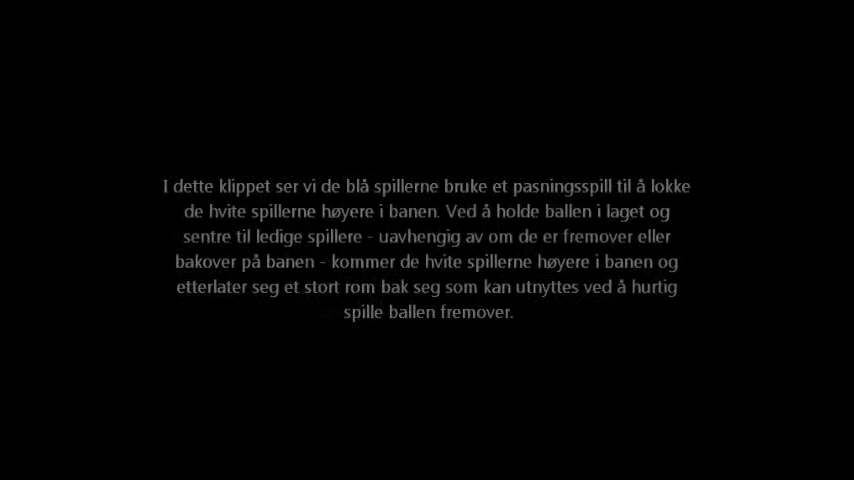 I dette klippet ser vi de blå spillerne bruke et pasningsspill til å lokke
de hvite spillerne høyere i banen. Ved å holde ballen i laget og
sentre til ledige spillere - uavhengig av om de er fremover eller
bakover på banen - kommer de hvite spillerne høyere i banen og
etterlater seg et stort rom bak seg som kan utnyttes ved å hurtig
spille ballen fremover.